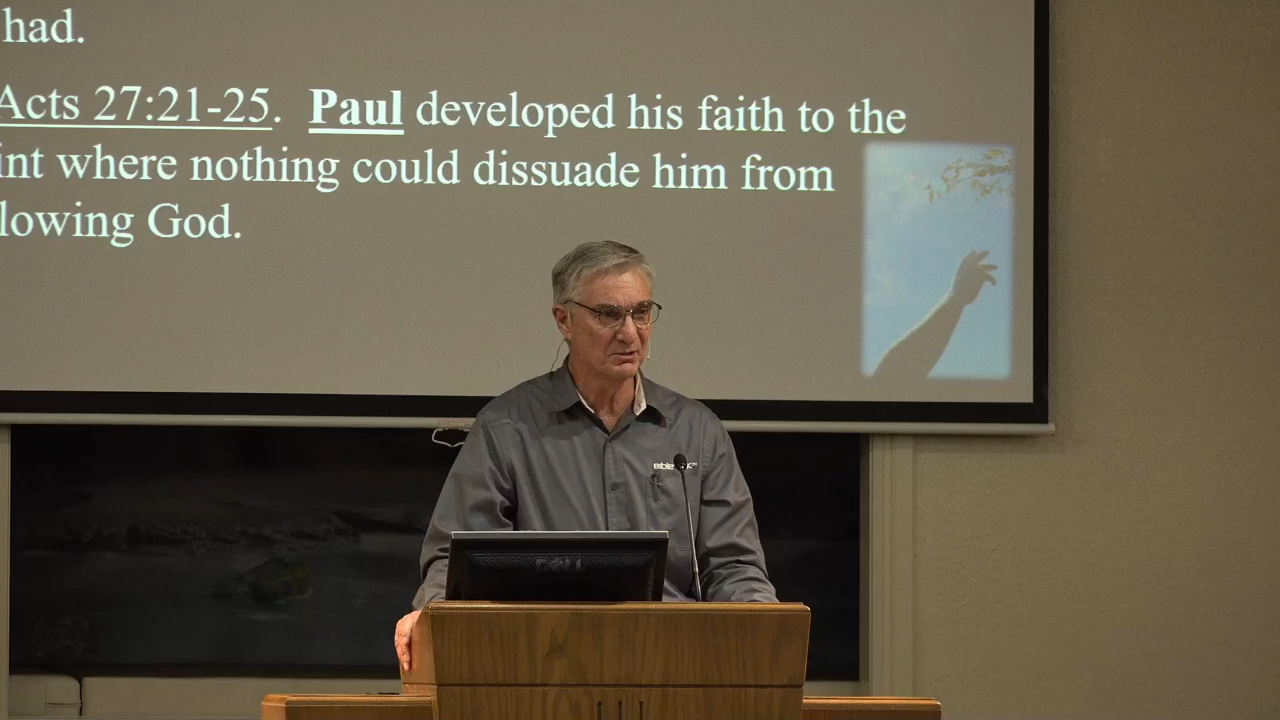 had.
Acts 27:21-25. Paul developed his faith to the
int where nothing could dissuade him from
lowing God.
DELL